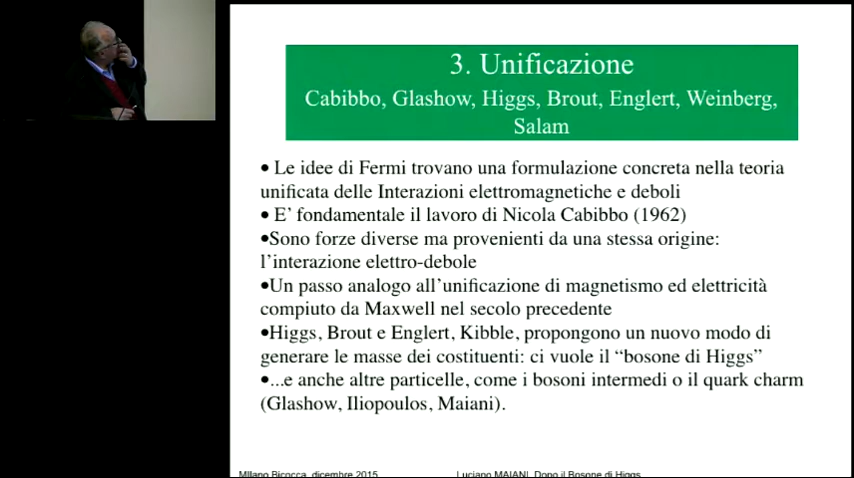 3. Unificazione
Cabibbo, Glashow, Higgs, Brout, Englert, Weinberg,
Salam
• Le idee di Fermi trovano una formulazione concreta nella teoria
unificata delle Interazioni elettromagnetiche e deboli
• E' fondamentale il lavoro di Nicola Cabibbo (1962)
•Sono forze diverse ma provenienti da una stessa origine:
l'interazione elettro-debole
•Un passo analogo all'unificazione di magnetismo ed elettricità
compiuto da Maxwell nel secolo precedente
•Higgs, Brout e Englert, Kibble, propongono un nuovo modo di
generare le masse dei costituenti: ci vuole il “bosone di Higgs”
•...e anche altre particelle, come i bosoni intermedi o il quark charm
(Glashow, Iliopoulos, Maiani).
MIlano Bicocca, dicembre 2015
Luciano MAIANI. Dopo il Bosone di Higgs